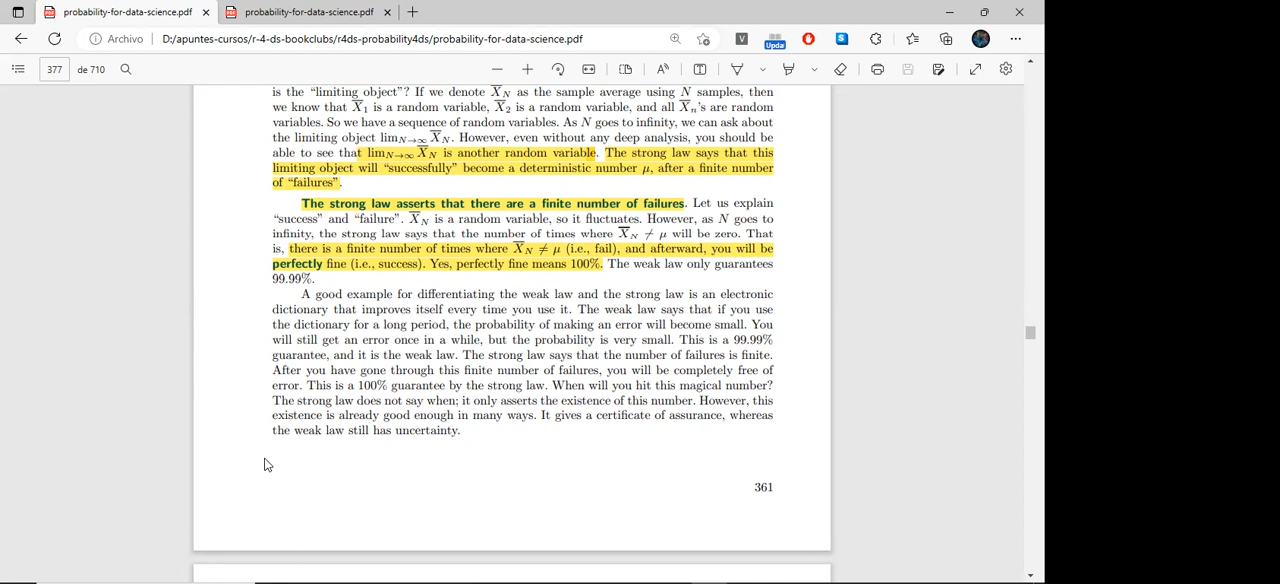 probability-for-data-science.pdf
probability-for-data-science.pdf
Archivo
D:/apuntes-cursos/r-4-ds-bookclubs/r4ds-probability4ds/probability-for-data-science.pdf
V
Upda
S
377
de 710
is the “limiting object”? If we denote X̅_N as the sample average using N samples, then
we know that X̅₁ is a random variable, X̅₂ is a random variable, and all X̅ₙ's are random
variables. So we have a sequence of random variables. As N goes to infinity, we can ask about
the limiting object lim_{N→∞} X̅_N. However, even without any deep analysis, you should be
able to see that lim_{N→∞} X̅_N is another random variable. The strong law says that this
limiting object will “successfully” become a deterministic number μ, after a finite number
of “failures”.
The strong law asserts that there are a finite number of failures. Let us explain
“success” and “failure”. X̅_N is a random variable, so it fluctuates. However, as N goes to
infinity, the strong law says that the number of times where X̅_N ≠ μ will be zero. That
is, there is a finite number of times where X̅_N ≠ μ (i.e., fail), and afterward, you will be
perfectly fine (i.e., success). Yes, perfectly fine means 100%. The weak law only guarantees
99.99%.
A good example for differentiating the weak law and the strong law is an electronic
dictionary that improves itself every time you use it. The weak law says that if you use
the dictionary for a long period, the probability of making an error will become small. You
will still get an error once in a while, but the probability is very small. This is a 99.99%
guarantee, and it is the weak law. The strong law says that the number of failures is finite.
After you have gone through this finite number of failures, you will be completely free of
error. This is a 100% guarantee by the strong law. When will you hit this magical number?
The strong law does not say when; it only asserts the existence of this number. However, this
existence is already good enough in many ways. It gives a certificate of assurance, whereas
the weak law still has uncertainty.
361